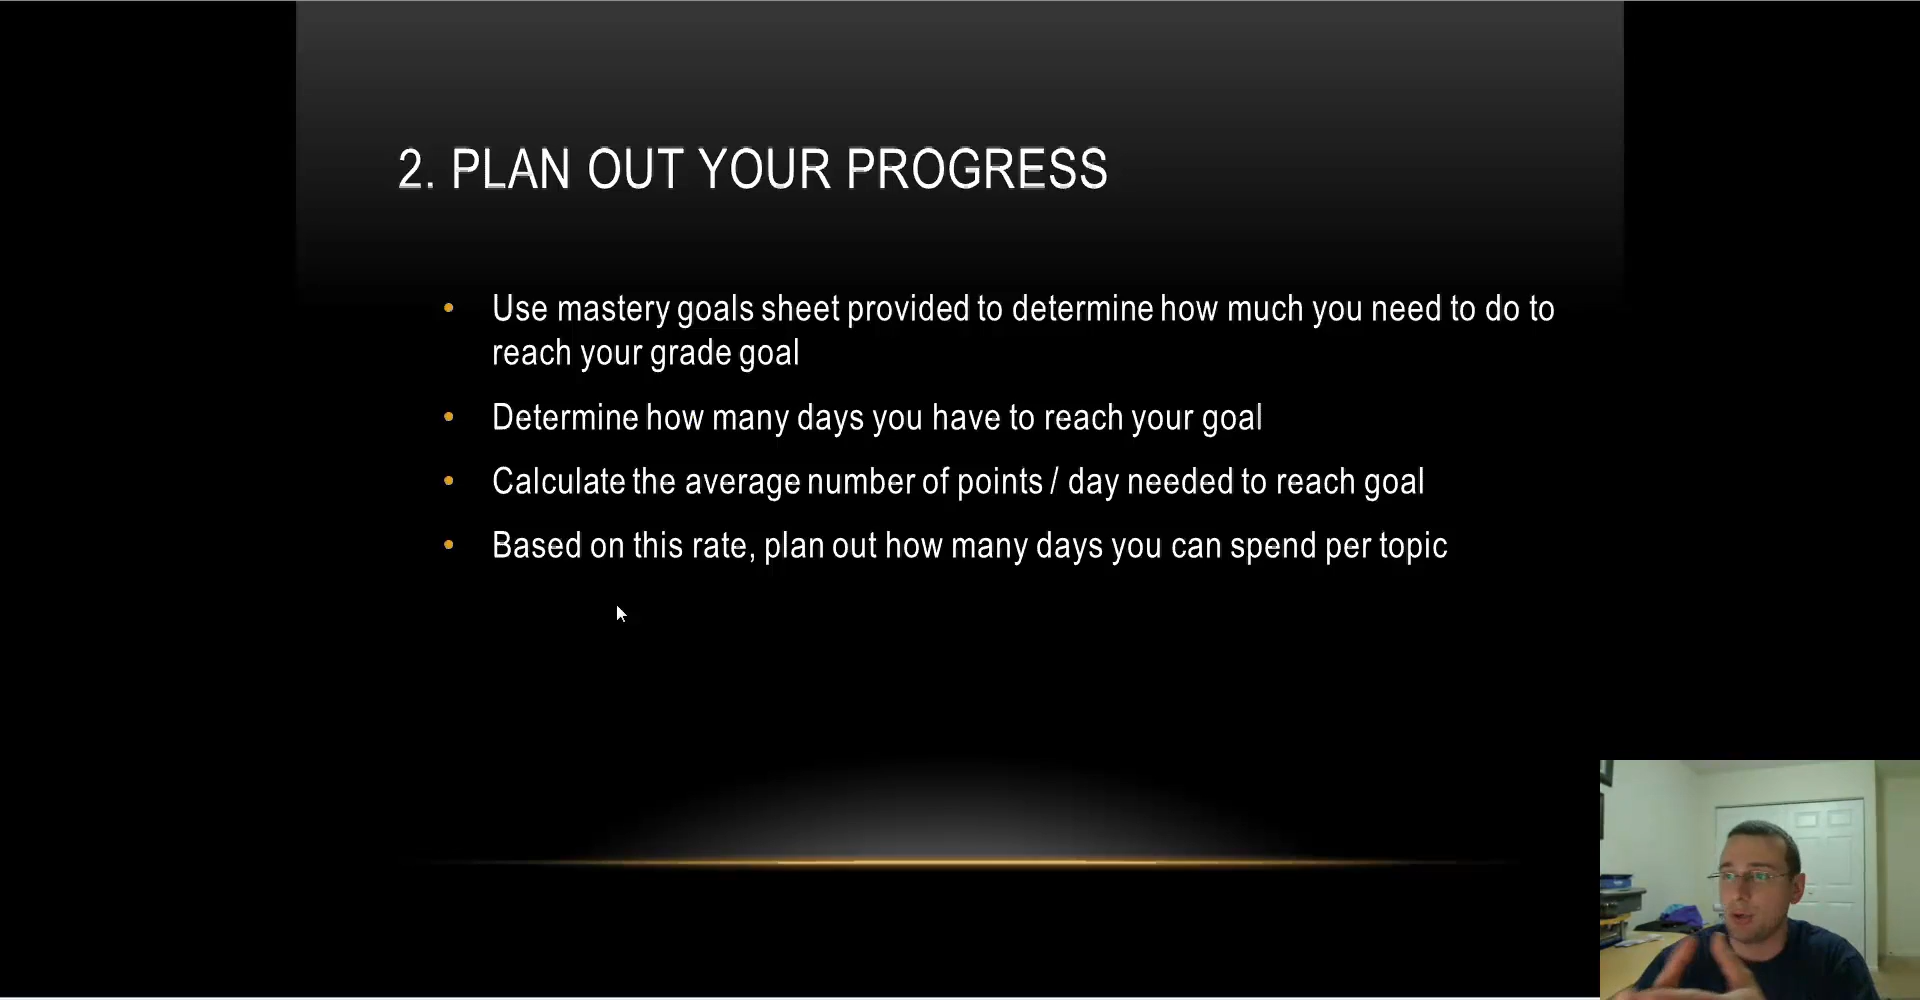 2. PLAN OUT YOUR PROGRESS
• Use mastery goals sheet provided to determine how much you need to do to
reach your grade goal
• Determine how many days you have to reach your goal
• Calculate the average number of points / day needed to reach goal
• Based on this rate, plan out how many days you can spend per topic